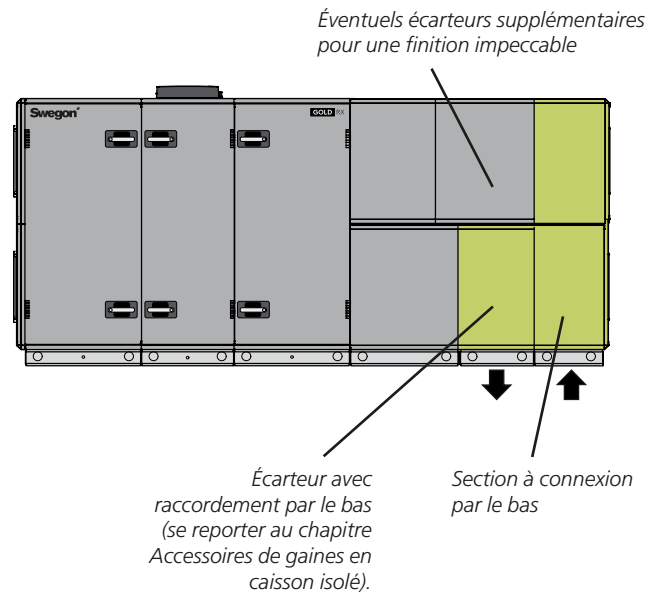 Éventuels écarteurs supplémentaires
pour une finition impeccable
Swegon
GOLD RX
Écarteur avec
raccordement par le bas
(se reporter au chapitre
Accessoires de gaines en
caisson isolé).
Section à connexion
par le bas